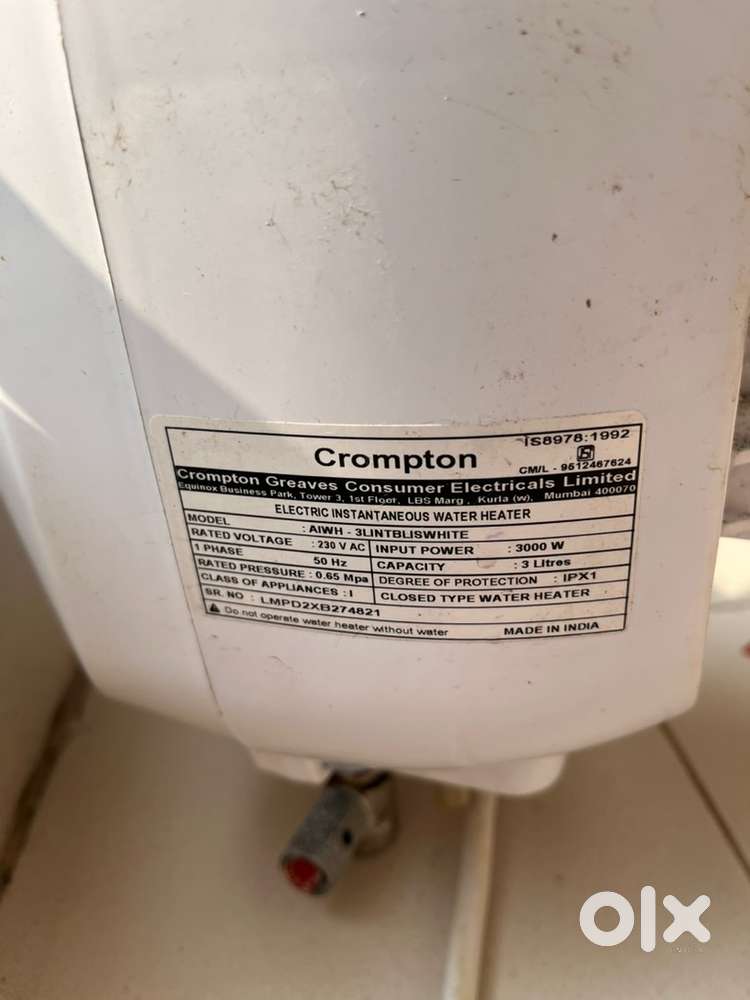 IS8978:1992
Crompton
CM/L - 9512467624
Crompton Greaves Consumer Electricals Limited
Equinox Business Park, Tower 3, 1st Floor, LBS Marg, Kurla (w), Mumbai 400070
ELECTRIC INSTANTANEOUS WATER HEATER
MODEL : AIWH - 3LINTBLISWHITE
RATED VOLTAGE : 230 V AC INPUT POWER : 3000 W
1 PHASE 50 Hz CAPACITY : 3 Litres
RATED PRESSURE : 0.65 Mpa DEGREE OF PROTECTION : IPX1
CLASS OF APPLIANCES : I CLOSED TYPE WATER HEATER
SR. NO : LMPD2XB274821
Do not operate water heater without water MADE IN INDIA
olx